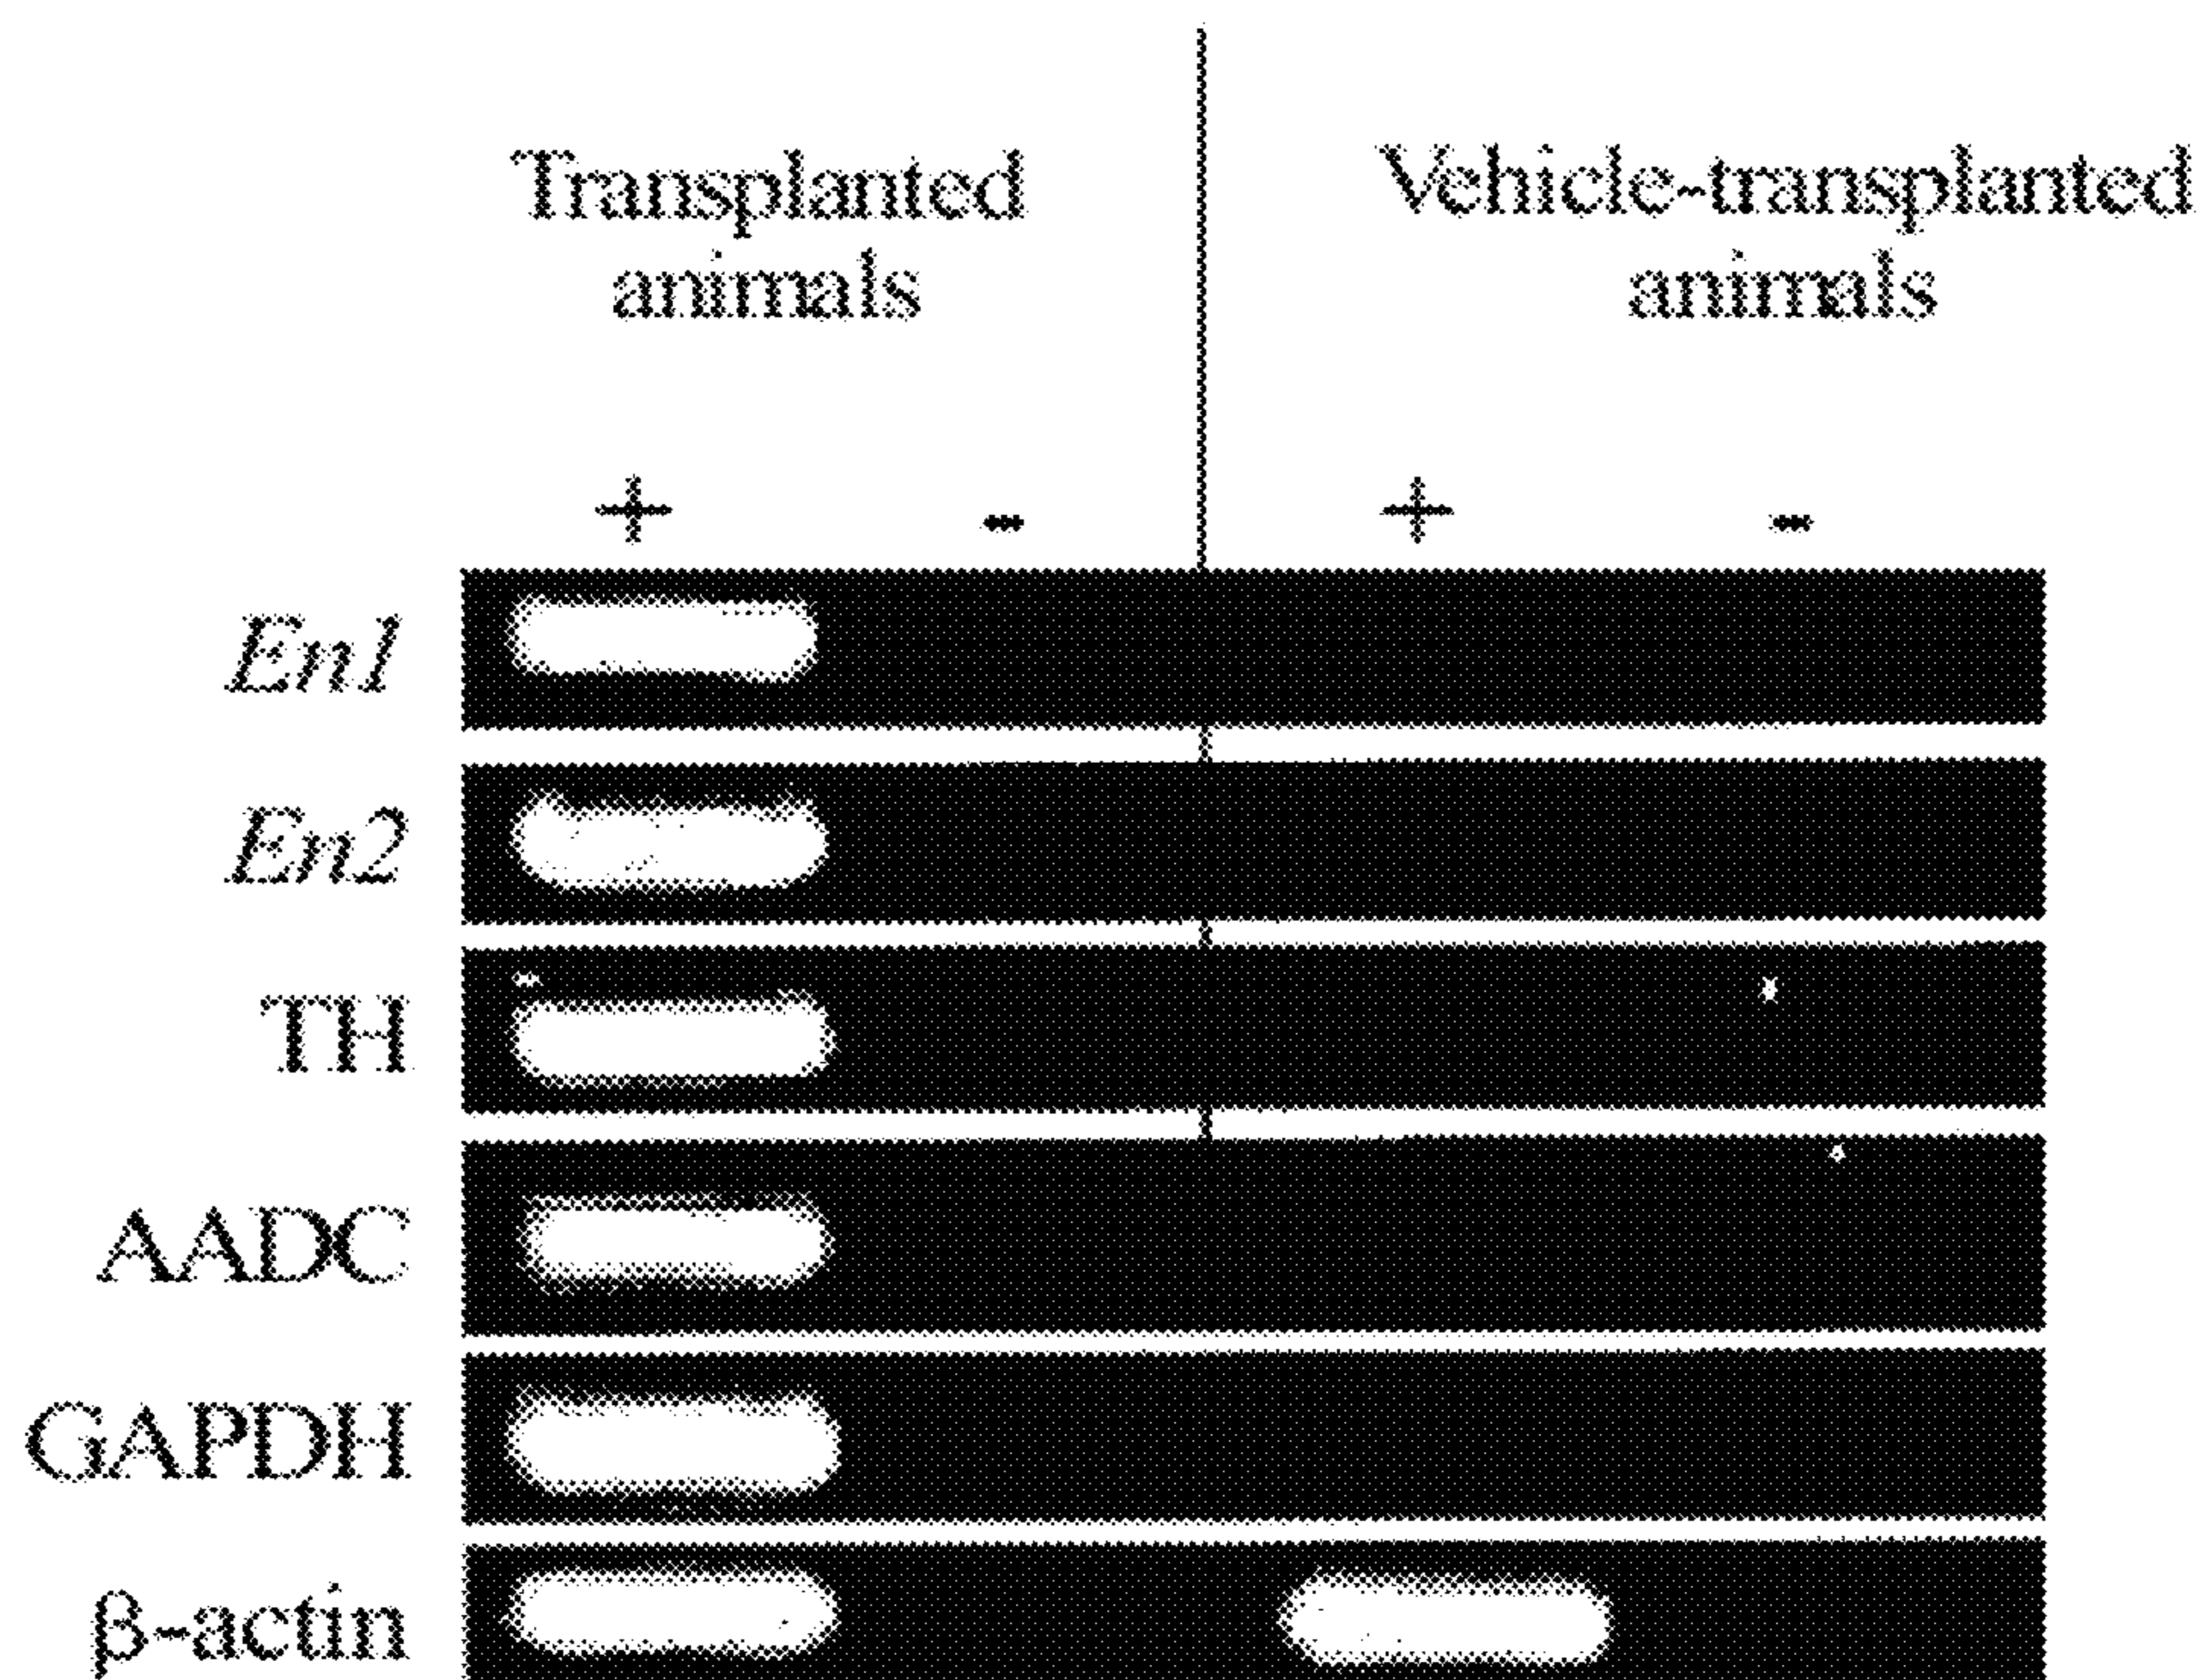 Transplanted
animals
Vehicle-transplanted
animals
+ - + -
En1
En2
TH
AADC
GAPDH
β-actin